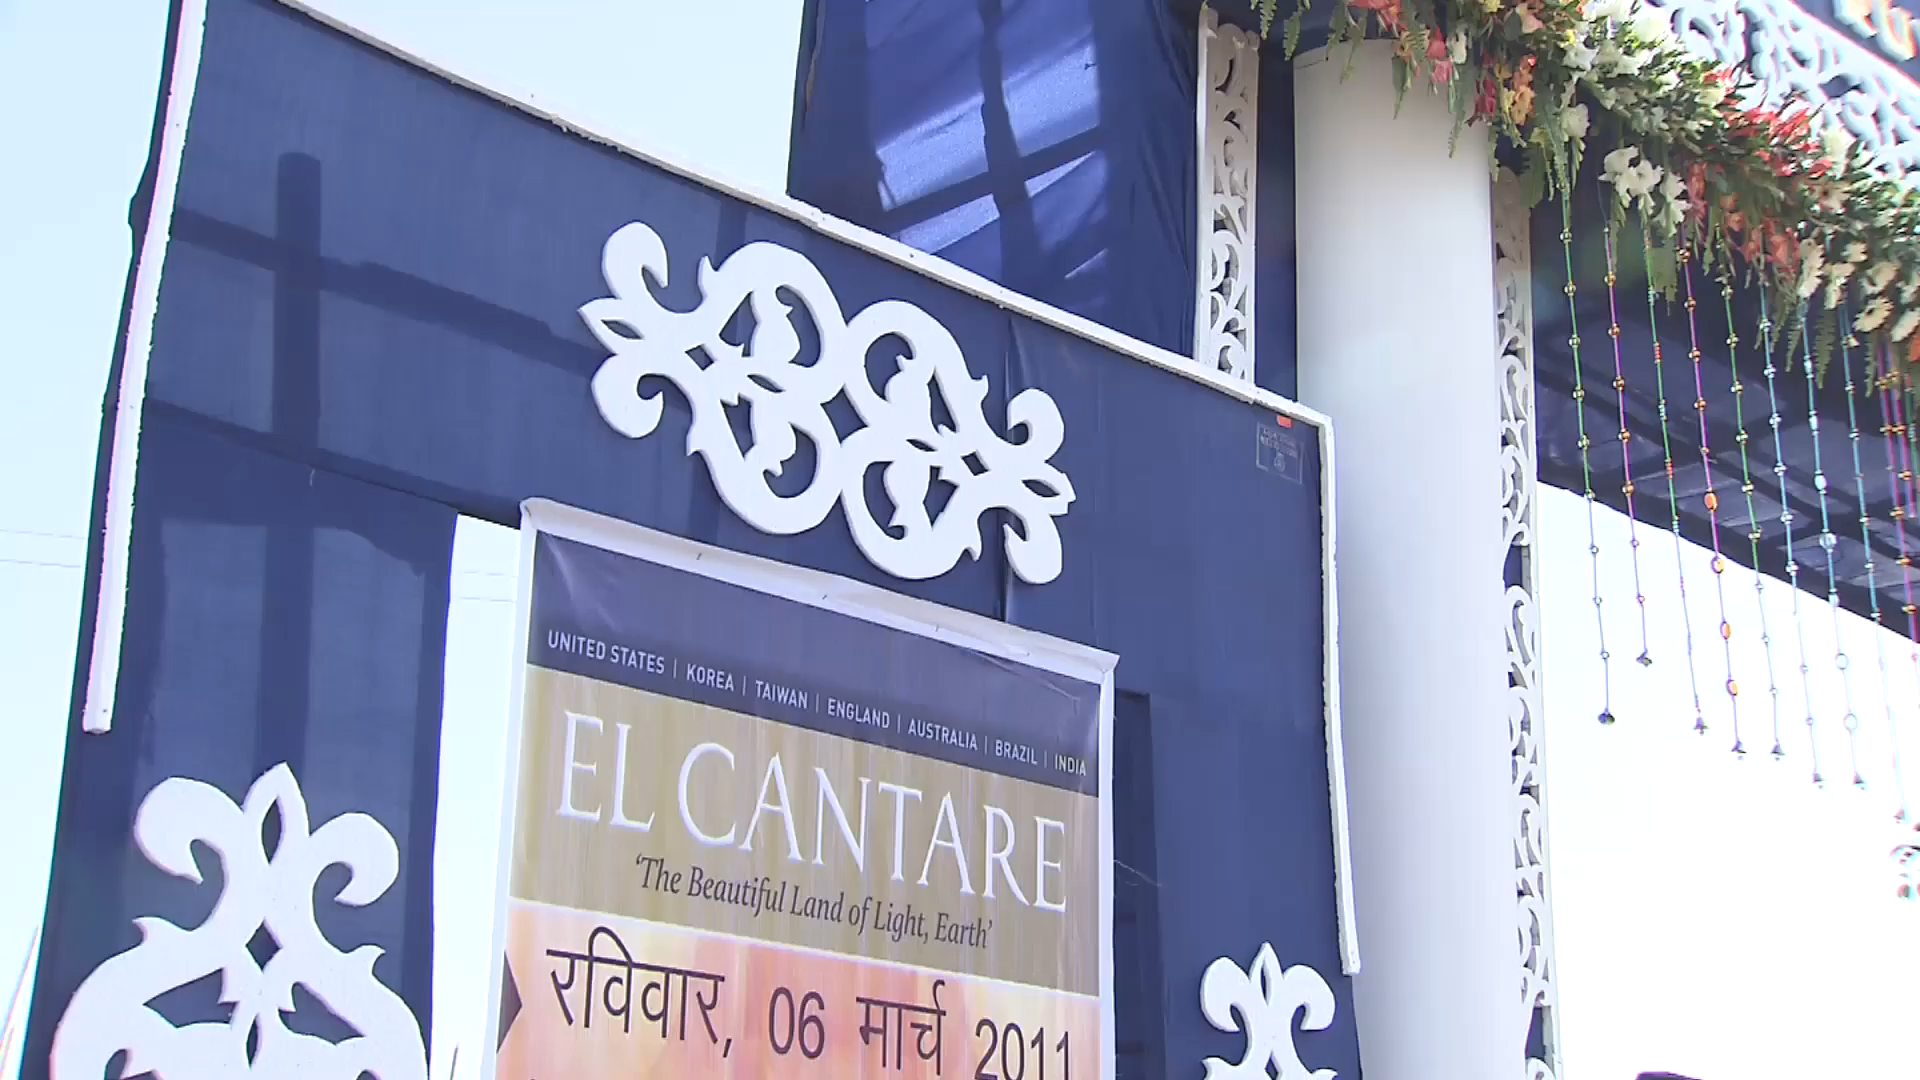 UNITED STATES | KOREA | TAIWAN | ENGLAND | AUSTRALIA | BRAZIL | INDIA
EL CANTARE
‘The Beautiful Land of Light, Earth’
रविवार, 06 मार्च 2011